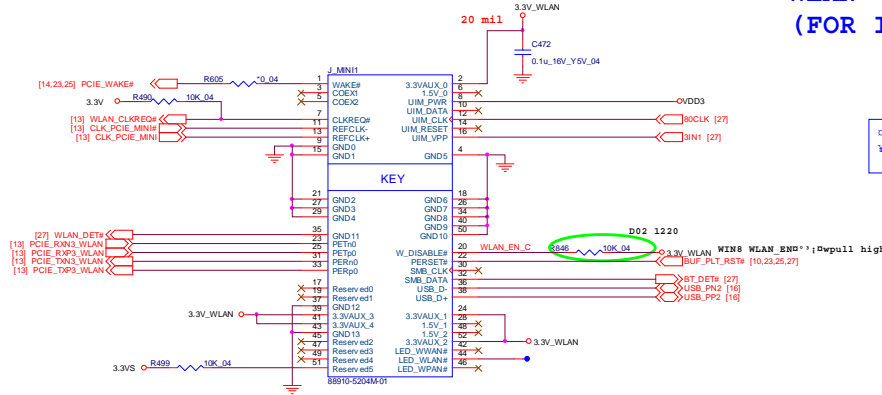 (FOR I
3.3V_WLAN
20 mil
C472
0.1u_16V_Y5V_04
J_MINI1
[14,23,25] PCIE_WAKE# R605 *0_04 1 WAKE# 3.3VAUX_0 2
3 COEX1 1.5V_0 6
5 COEX2 UIM_PWR 8 VDD3
3.3V R490 10K_04 UIM_DATA 10
[13] WLAN_CLKREQ# 7 CLKREQ# UIM_CLK 12 80CLK [27]
[13] CLK_PCIE_MINI# 11 REFCLK- UIM_RESET 14
[13] CLK_PCIE_MINI 13 REFCLK+ UIM_VPP 16 3IN1 [27]
9 GND0
15 GND1 GND5 4
KEY
21 GND2 GND6 18
27 GND3 GND7 26
29 GND4 GND8 34
GND9 40
35 GND11 GND10 50
[27] WLAN_DET#
D02 1220
[13] PCIE_RXN3_WLAN 23 PETn0
[13] PCIE_RXP3_WLAN 25 PETp0 W_DISABLE# 20 WLAN_EN_C R846 10K_04 3.3V_WLAN WIN8 WLAN_EN pull high
[13] PCIE_TXN3_WLAN 31 PERn0 PERSET# 22 BUF_PLT_RST# [10,23,25,27]
[13] PCIE_TXP3_WLAN 33 PERp0 SMB_CLK 30
SMB_DATA 32 BT_DET# [27]
17 Reserved0 USB_D- 36 USB_PN2 [16]
19 Reserved1 USB_D+ 38 USB_PP2 [16]
37 GND12
3.3V_WLAN 39 3.3VAUX_3 3.3VAUX_1 24
41 3.3VAUX_4 1.5V_1 28
43 GND13 1.5V_2 48
45 Reserved2 3.3VAUX_2 52 3.3V_WLAN
47 Reserved3 LED_WWAN# 42
49 Reserved4 LED_WLAN# 44
3.3VS R499 10K_04 51 Reserved5 LED_WPAN# 46
88910-5204M-01